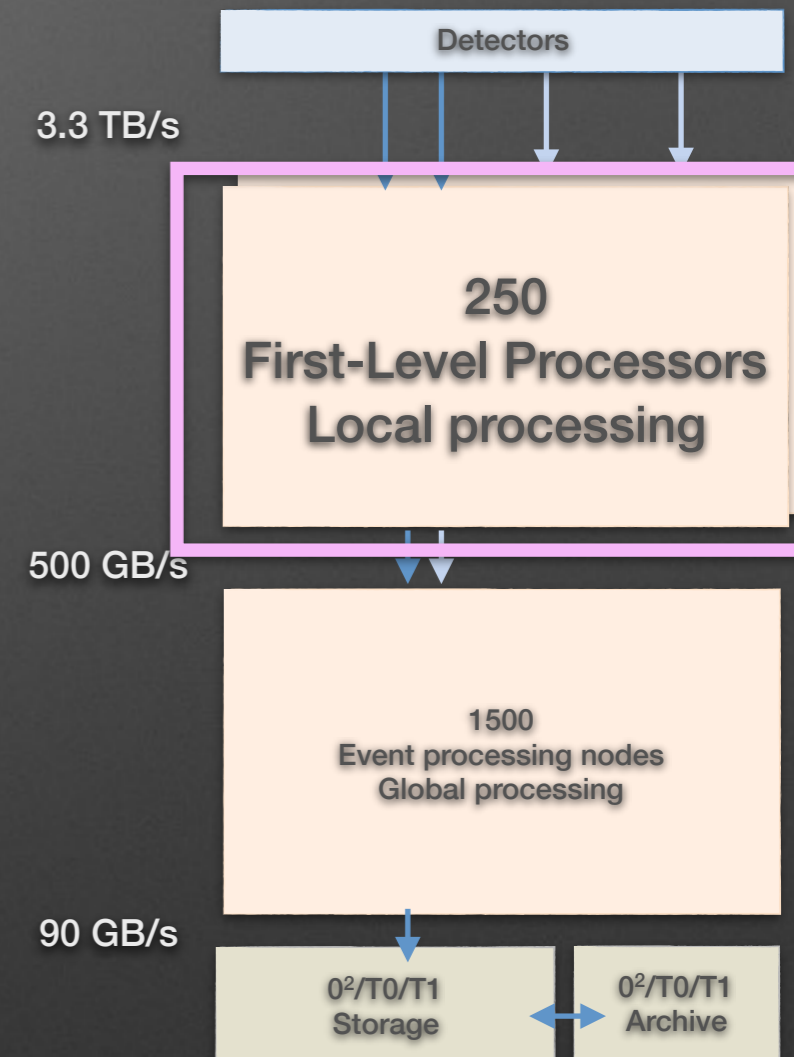 Detectors
3.3 TB/s
250
First-Level Processors
Local processing
500 GB/s
1500
Event processing nodes
Global processing
90 GB/s
0²/T0/T1
Storage
0²/T0/T1
Archive